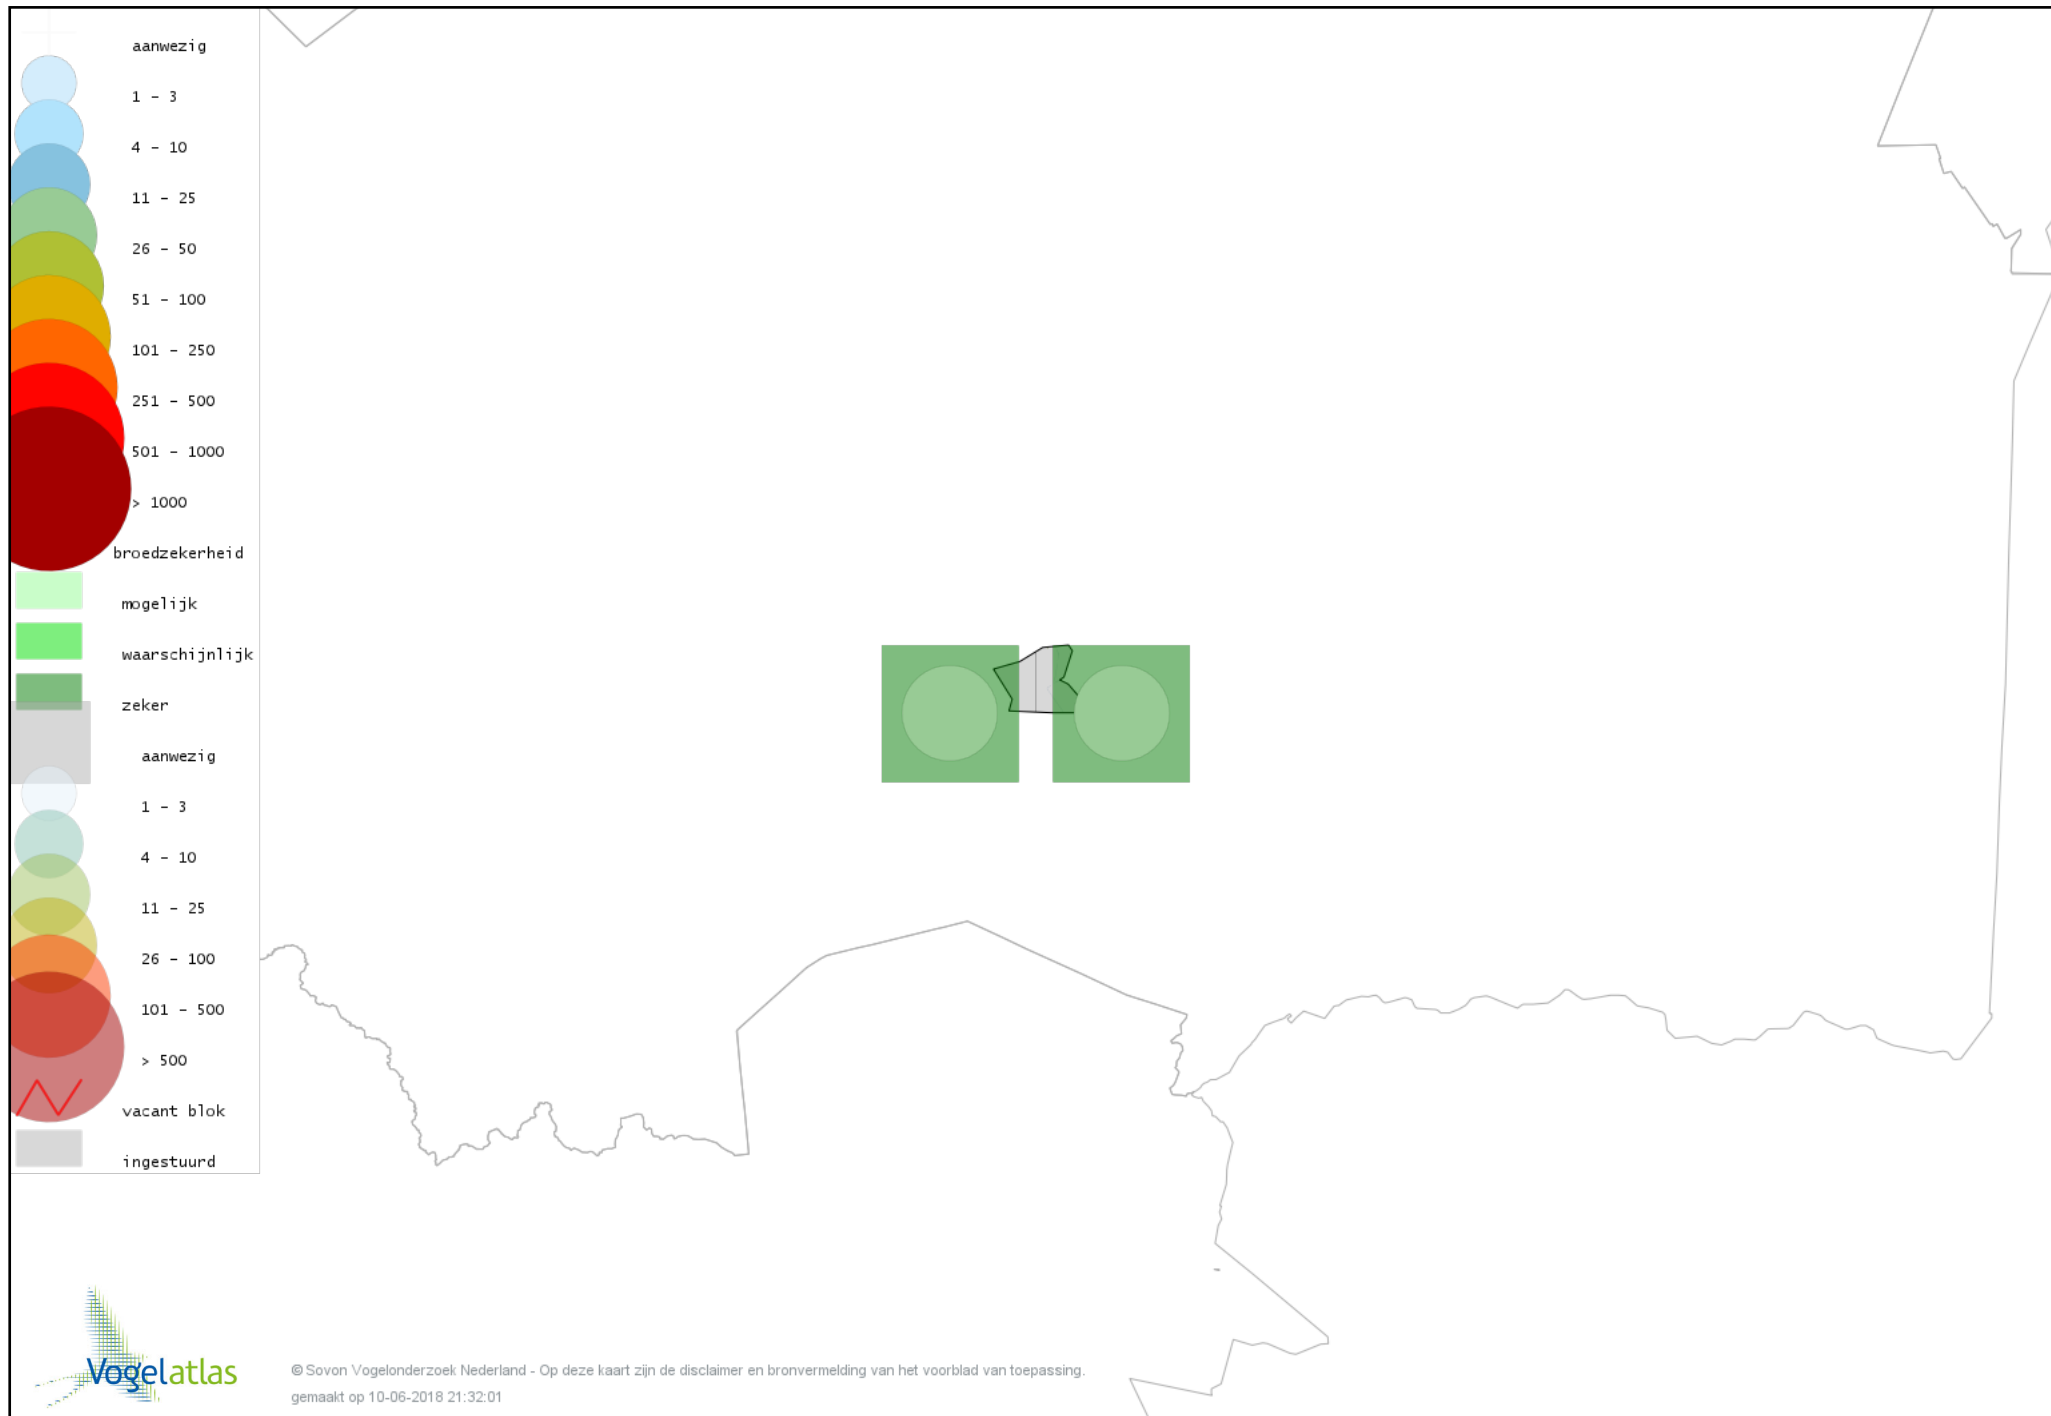 aanwezig
1 - 3
4 - 10
11 - 25
26 - 50
51 - 100
101 - 250
251 - 500
501 - 1000
> 1000
broedzekerheid
mogelijk
waarschijnlijk
zeker
aanwezig
1 - 3
4 - 10
11 - 25
26 - 100
101 - 500
> 500
vacant blok
ingestuurd
Vogelatlas
© Sovon Vogelonderzoek Nederland - Op deze kaart zijn de disclaimer en bronvermelding van het voorblad van toepassing.
gemaakt op 10-06-2018 21:32:01